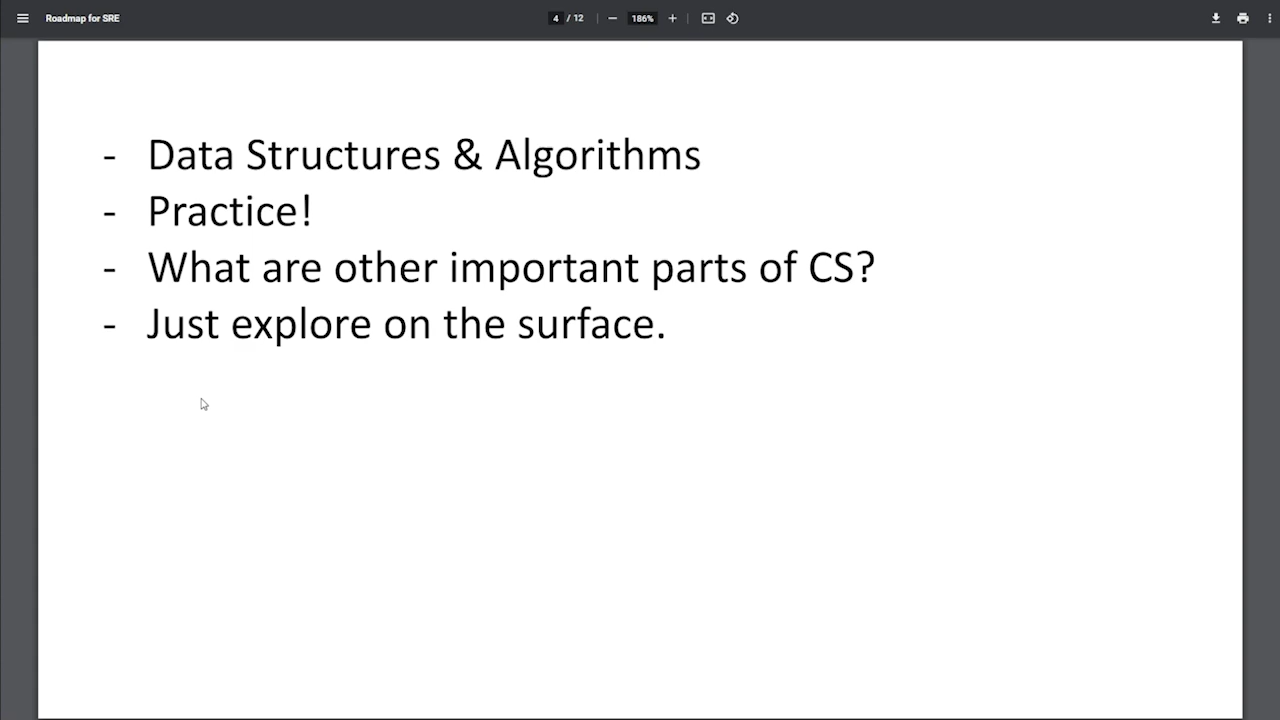 Roadmap for SRE
4 / 12
186%
- Data Structures & Algorithms
- Practice!
- What are other important parts of CS?
- Just explore on the surface.